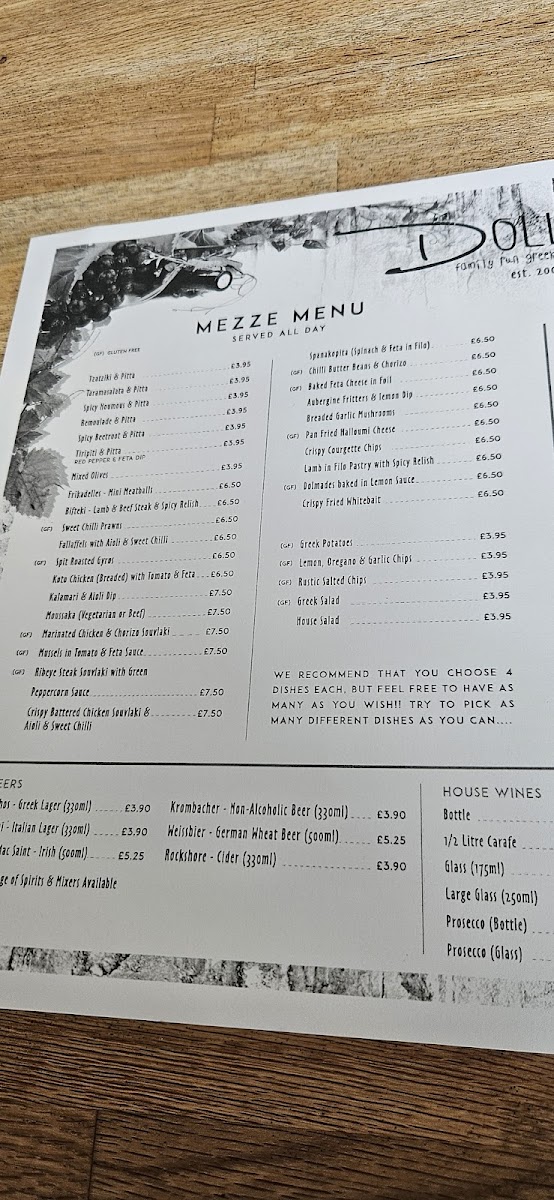 DOLI
family run greek
est. 200
MEZZE MENU
SERVED ALL DAY
(GF) GLUTEN FREE
Tzatziki & Pitta £3.95
Taramasalata & Pitta £3.95
Spicy Houmous & Pitta £3.95
Remoulade & Pitta £3.95
Spicy Beetroot & Pitta £3.95
Tiripiti & Pitta £3.95
RED PEPPER & FETA DIP
Mixed Olives £3.95
Frikadelles - Mini Meatballs £6.50
Bifteki - Lamb & Beef Steak & Spicy Relish £6.50
(GF) Sweet Chilli Prawns £6.50
Fallaffels with Aioli & Sweet Chilli £6.50
(GF) Spit Roasted Gyros £6.50
Kota Chicken (Breaded) with Tomato & Feta £6.50
Kalamari & Aioli Dip £7.50
Moussaka (Vegetarian or Beef) £7.50
(GF) Marinated Chicken & Chorizo Souvlaki £7.50
(GF) Mussels in Tomato & Feta Sauce £7.50
(GF) Ribeye Steak Souvlaki with Green
Peppercorn Sauce £7.50
Crispy Battered Chicken Souvlaki & £7.50
Aioli & Sweet Chilli
Spanakopita (Spinach & Feta in Filo) £6.50
(GF) Chilli Butter Beans & Chorizo £6.50
(GF) Baked Feta Cheese in Foil £6.50
Aubergine Fritters & Lemon Dip £6.50
Breaded Garlic Mushrooms £6.50
(GF) Pan Fried Halloumi Cheese £6.50
Crispy Courgette Chips £6.50
Lamb in Filo Pastry with Spicy Relish £6.50
(GF) Dolmades baked in Lemon Sauce £6.50
Crispy Fried Whitebait £6.50
(GF) Greek Potatoes £3.95
(GF) Lemon, Oregano & Garlic Chips £3.95
(GF) Rustic Salted Chips £3.95
(GF) Greek Salad £3.95
House Salad £3.95
WE RECOMMEND THAT YOU CHOOSE 4
DISHES EACH, BUT FEEL FREE TO HAVE AS
MANY AS YOU WISH!! TRY TO PICK AS
MANY DIFFERENT DISHES AS YOU CAN....
EERS
hos - Greek Lager (330ml) £3.90
i - Italian Lager (330ml) £3.90
ac Saint - Irish (500ml) £5.25
ge of Spirits & Mixers Available
Krombacher - Non-Alcoholic Beer (330ml) £3.90
Weissbier - German Wheat Beer (500ml) £5.25
Rockshore - Cider (330ml) £3.90
HOUSE WINES
Bottle
1/2 Litre Carafe
Glass (175ml)
Large Glass (250ml)
Prosecco (Bottle)
Prosecco (Glass)